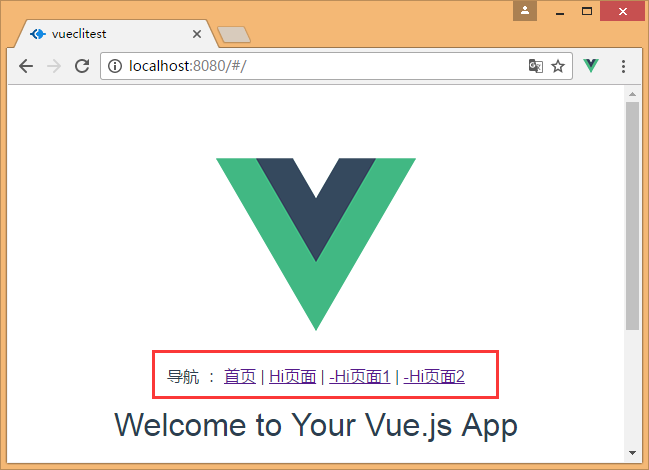 vueclitest
localhost:8080/#/
导航 ： 首页 | Hi页面 | -Hi页面1 | -Hi页面2
Welcome to Your Vue.js App